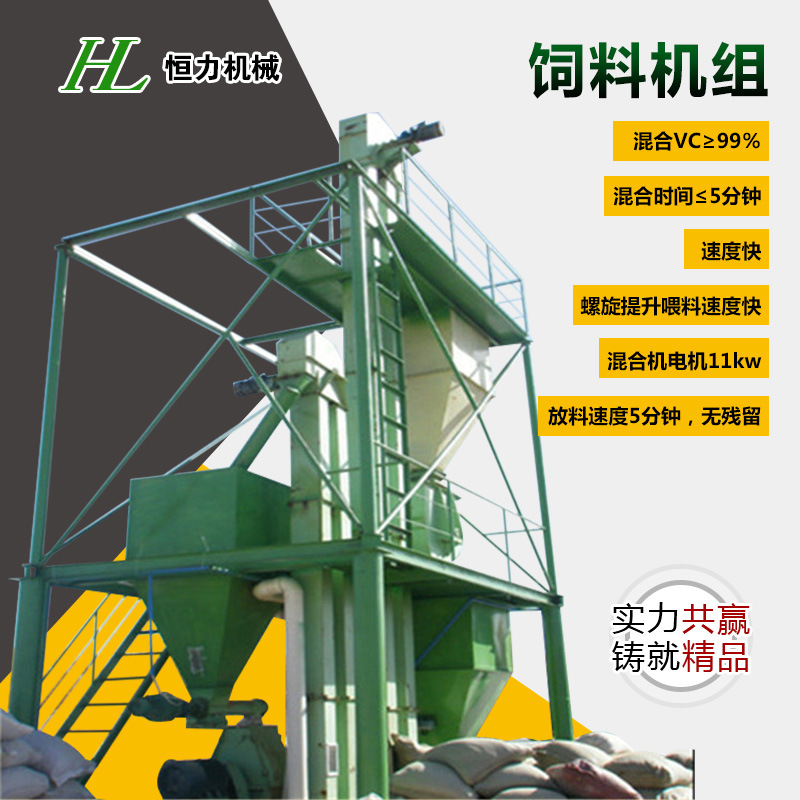 HL 恒力机械
饲料机组
混合VC≥99%
混合时间≤5分钟
速度快
螺旋提升喂料速度快
混合机电机11kw
放料速度5分钟，无残留
实力共赢
铸就精品